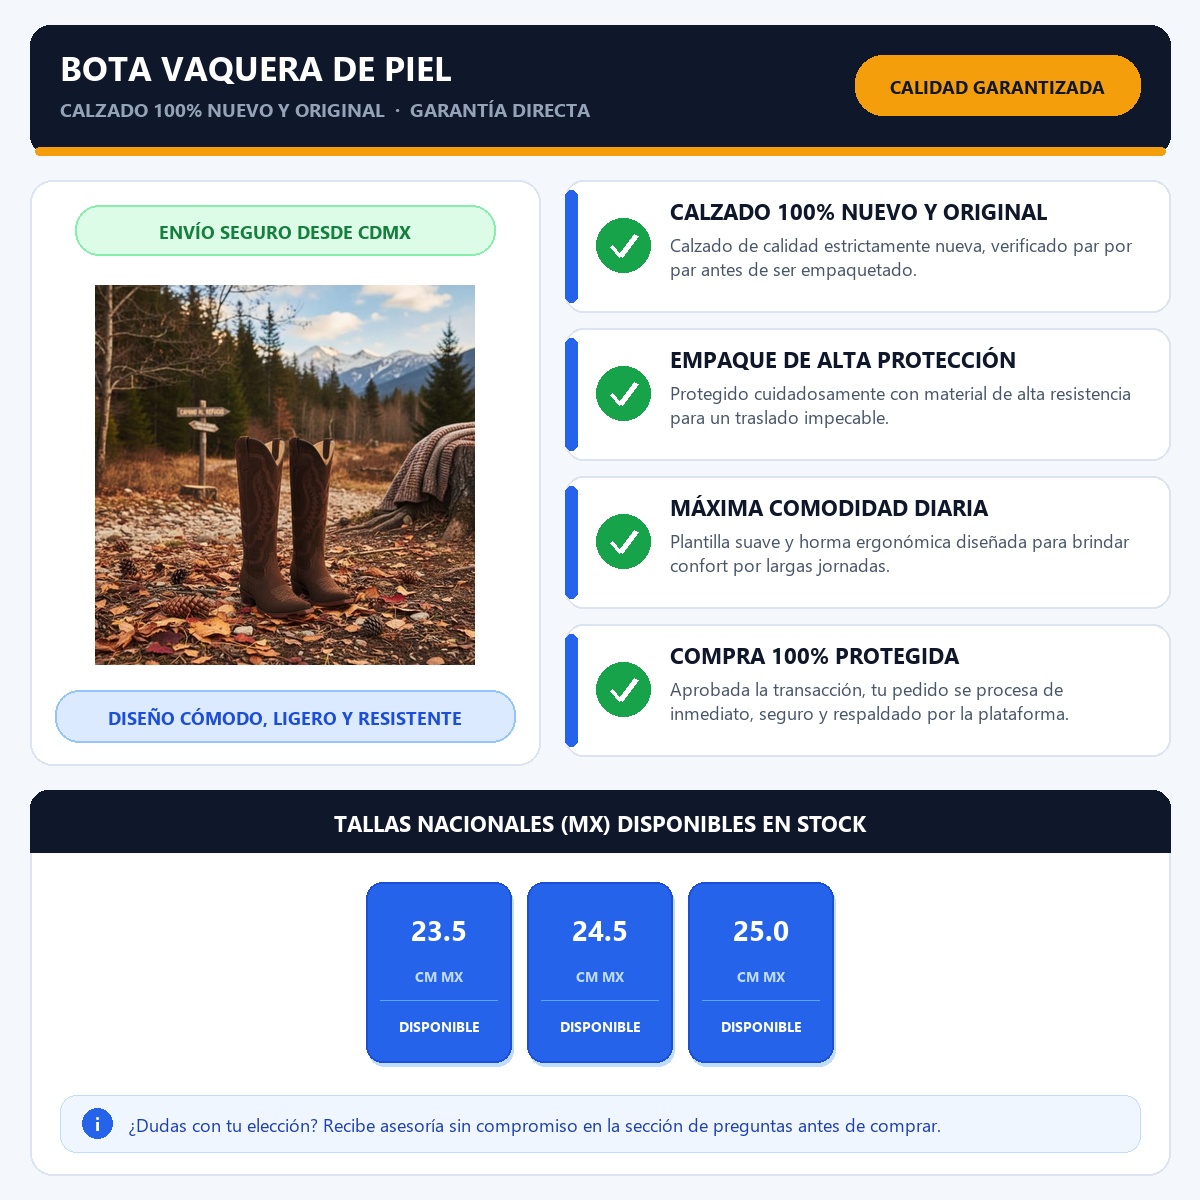 BOTA VAQUERA DE PIEL
CALZADO 100% NUEVO Y ORIGINAL · GARANTÍA DIRECTA
CALIDAD GARANTIZADA
ENVÍO SEGURO DESDE CDMX
CAMINO AL REFUGIO
DISEÑO CÓMODO, LIGERO Y RESISTENTE
CALZADO 100% NUEVO Y ORIGINAL
Calzado de calidad estrictamente nueva, verificado par por
par antes de ser empaquetado.
EMPAQUE DE ALTA PROTECCIÓN
Protegido cuidadosamente con material de alta resistencia
para un traslado impecable.
MÁXIMA COMODIDAD DIARIA
Plantilla suave y horma ergonómica diseñada para brindar
confort por largas jornadas.
COMPRA 100% PROTEGIDA
Aprobada la transacción, tu pedido se procesa de
inmediato, seguro y respaldado por la plataforma.
TALLAS NACIONALES (MX) DISPONIBLES EN STOCK
23.5
CM MX
DISPONIBLE
24.5
CM MX
DISPONIBLE
25.0
CM MX
DISPONIBLE
¿Dudas con tu elección? Recibe asesoría sin compromiso en la sección de preguntas antes de comprar.